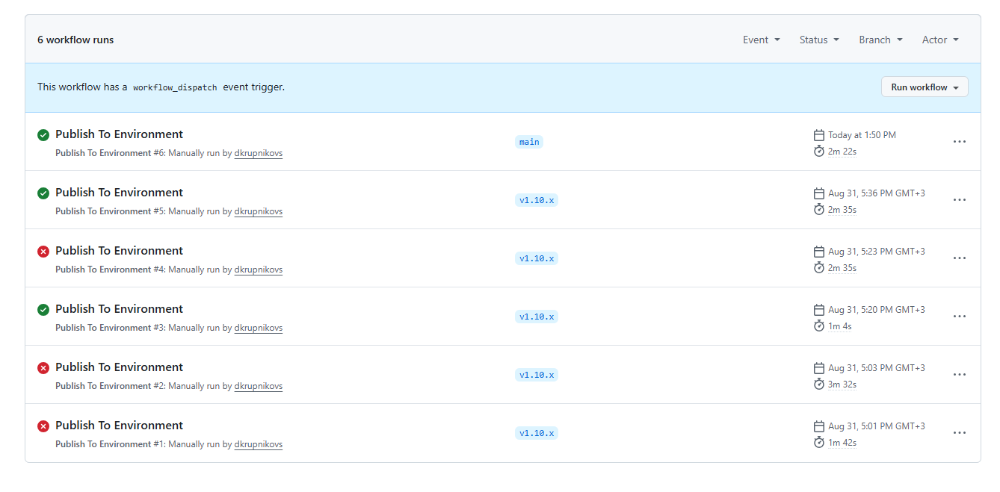 6 workflow runs
Event Status Branch Actor
This workflow has a workflow_dispatch event trigger.
Run workflow
Publish To Environment
Publish To Environment #6: Manually run by dkrupnikovs
main
Today at 1:50 PM
2m 22s
Publish To Environment
Publish To Environment #5: Manually run by dkrupnikovs
v1.10.x
Aug 31, 5:36 PM GMT+3
2m 35s
Publish To Environment
Publish To Environment #4: Manually run by dkrupnikovs
v1.10.x
Aug 31, 5:23 PM GMT+3
2m 35s
Publish To Environment
Publish To Environment #3: Manually run by dkrupnikovs
v1.10.x
Aug 31, 5:20 PM GMT+3
1m 4s
Publish To Environment
Publish To Environment #2: Manually run by dkrupnikovs
v1.10.x
Aug 31, 5:03 PM GMT+3
3m 32s
Publish To Environment
Publish To Environment #1: Manually run by dkrupnikovs
v1.10.x
Aug 31, 5:01 PM GMT+3
1m 42s